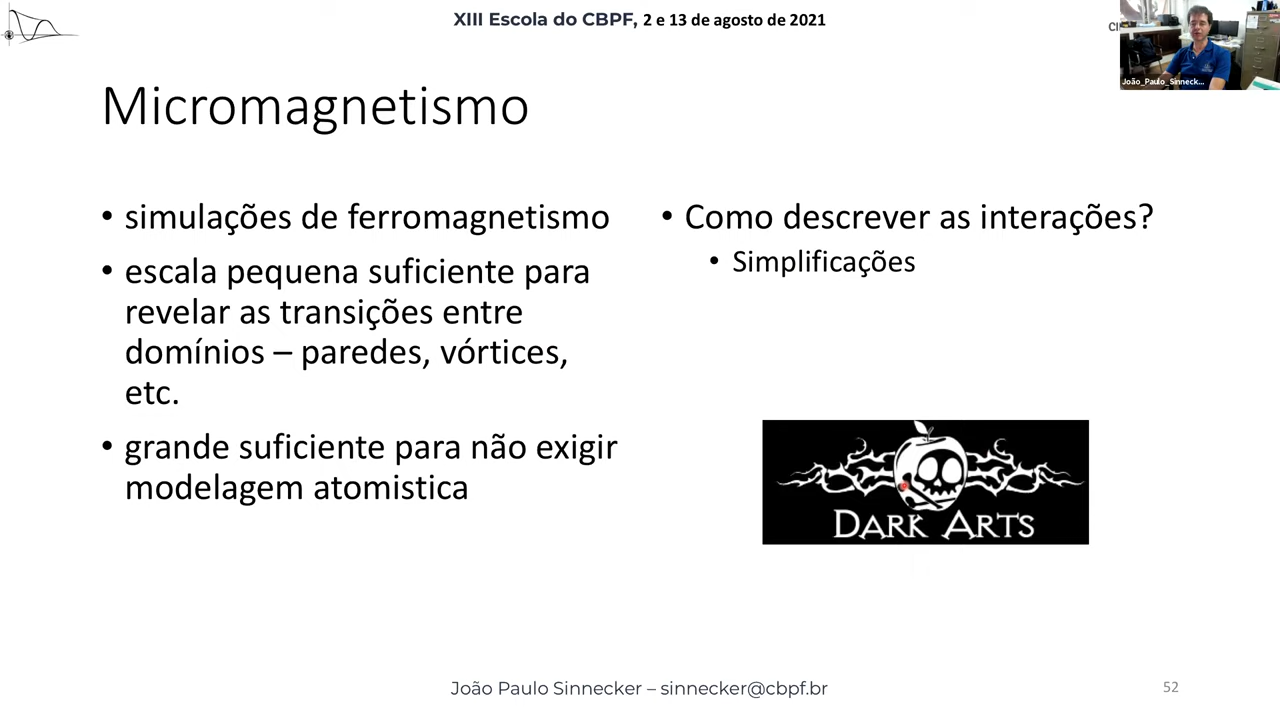 XIII Escola do CBPF, 2 e 13 de agosto de 2021
João_Paulo_Sinneck...
Micromagnetismo
• simulações de ferromagnetismo
• escala pequena suficiente para
revelar as transições entre
domínios – paredes, vórtices,
etc.
• grande suficiente para não exigir
modelagem atomistica
• Como descrever as interações?
• Simplificações
DARK ARTS
João Paulo Sinnecker – sinnecker@cbpf.br
52